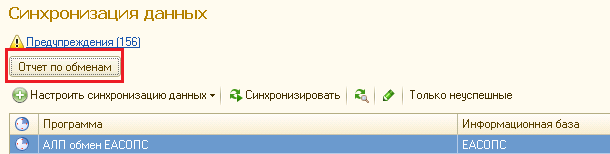 Синхронизация данных
Предупреждения (156)
Отчет по обменам
Настроить синхронизацию данных Синхронизировать Только неуспешные
Программа Информационная база
АЛП обмен ЕАСОПС ЕАСОПС